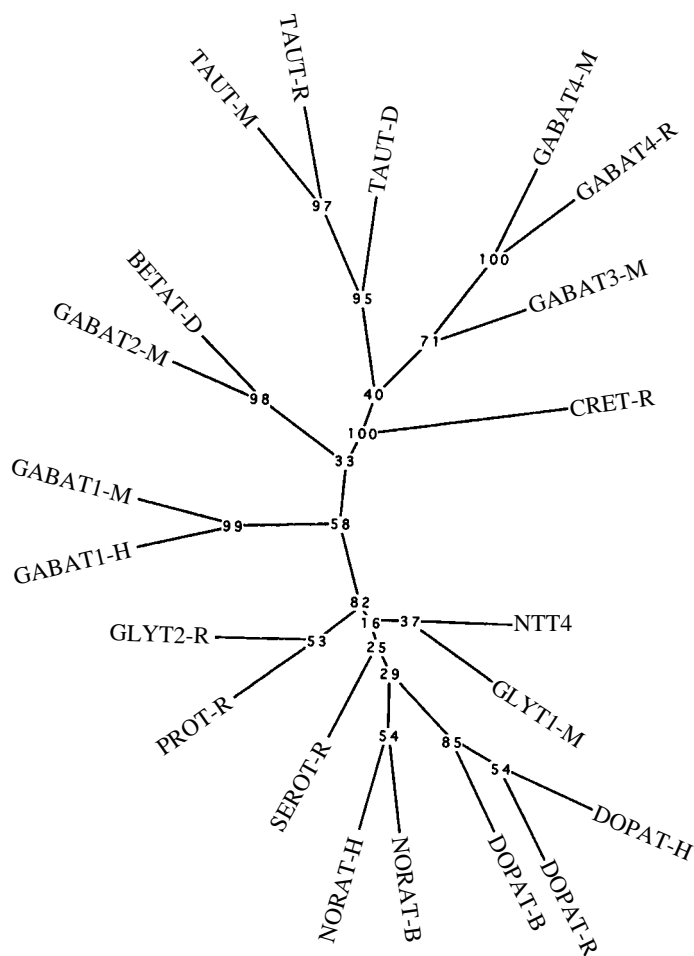 TAUT-M
TAUT-R
TAUT-D
GABAT4-M
GABAT4-R
97
100
BETAT-D
95
GABAT3-M
GABAT2-M
71
98
40
CRET-R
100
33
GABAT1-M
99
58
GABAT1-H
82
16
37
NTT4
GLYT2-R
53
25
29
GLYT1-M
PROT-R
SEROT-R
54
85
54
DOPAT-H
NORAT-H
NORAT-B
DOPAT-B
DOPAT-R